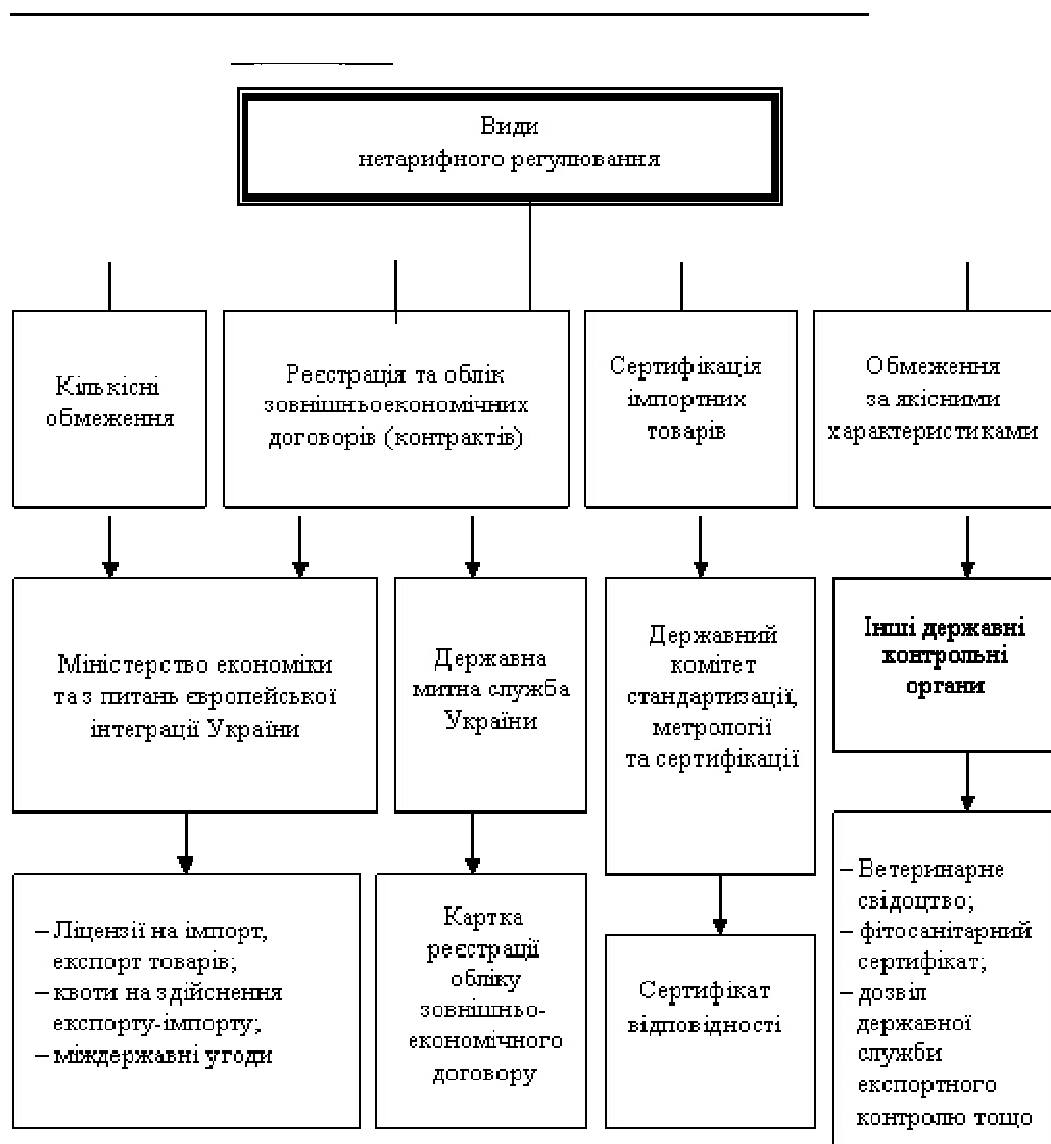 Види
нетарифного регулювання
Кількісні
обмеження
Реєстрація та облік
зовнішньоекономічних
договорів (контрактів)
Сертифікація
імпортних
товарів
Обмеження
за якісними
характеристиками
Міністерство економіки
та з питань європейської
інтеграції України
Державна
митна служба
України
Державний
комітет
стандартизації,
метрології
та сертифікації
Інші державні
контрольні
органи
– Ліцензії на імпорт,
експорт товарів;
– квоти на здійснення
експорту-імпорту;
– міждержавні угоди
Картка
реєстрації
обліку
зовнішньо-
економічного
договору
Сертифікат
відповідності
– Ветеринарне
свідоцтво;
– фітосанітарний
сертифікат;
– дозвіл
державної
служби
експортного
контролю тощо